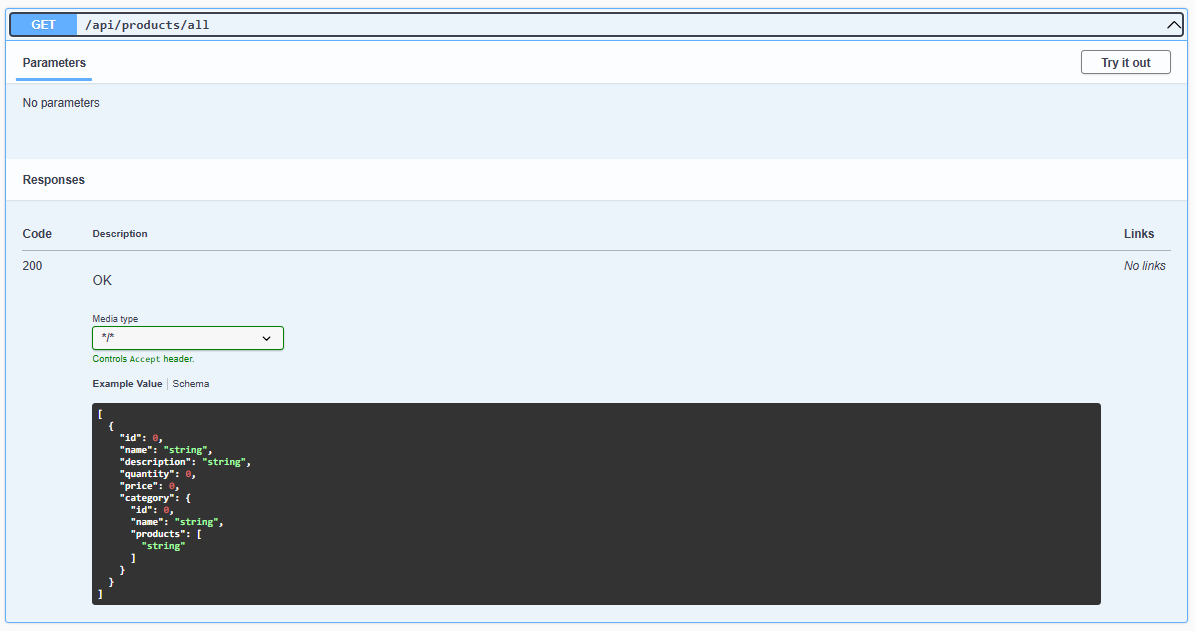 GET /api/products/all
Parameters Try it out
No parameters
Responses
Code Description Links
200 OK No links
Media type
*/*
Controls Accept header.
Example Value Schema
[
  {
    "id": 0,
    "name": "string",
    "description": "string",
    "quantity": 0,
    "price": 0,
    "category": {
      "id": 0,
      "name": "string",
      "products": [
        "string"
      ]
    }
  }
]